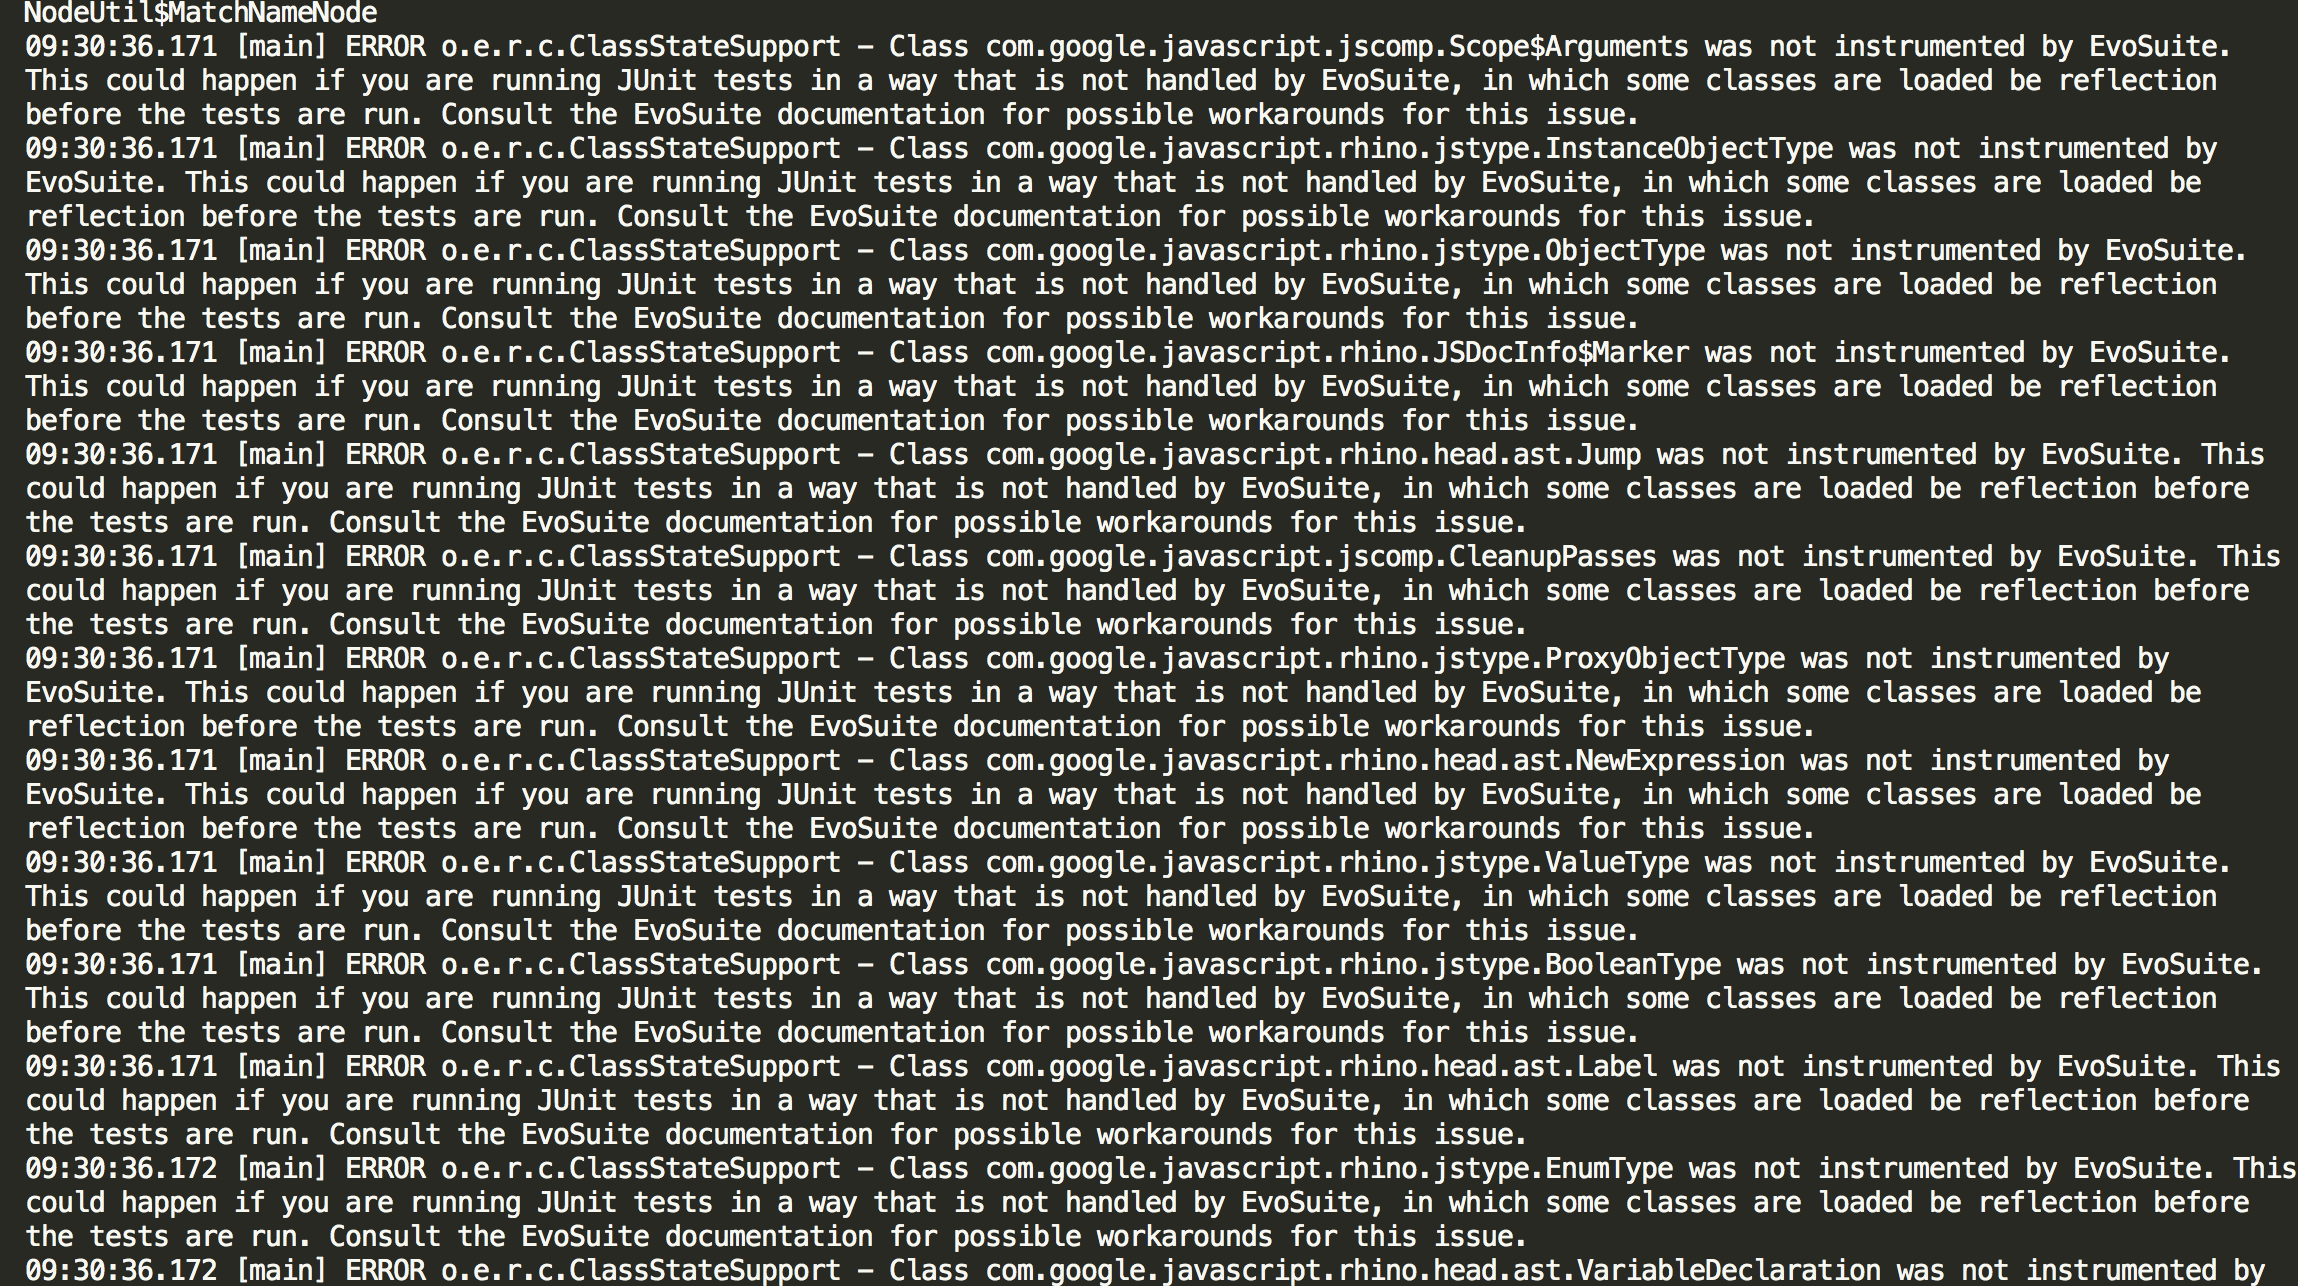 NodeUtil$MatchNameNode
09:30:36.171 [main] ERROR o.e.r.c.ClassStateSupport – Class com.google.javascript.jscomp.Scope$Arguments was not instrumented by EvoSuite.
This could happen if you are running JUnit tests in a way that is not handled by EvoSuite, in which some classes are loaded be reflection
before the tests are run. Consult the EvoSuite documentation for possible workarounds for this issue.
09:30:36.171 [main] ERROR o.e.r.c.ClassStateSupport – Class com.google.javascript.rhino.jstype.InstanceObjectType was not instrumented by
EvoSuite. This could happen if you are running JUnit tests in a way that is not handled by EvoSuite, in which some classes are loaded be
reflection before the tests are run. Consult the EvoSuite documentation for possible workarounds for this issue.
09:30:36.171 [main] ERROR o.e.r.c.ClassStateSupport – Class com.google.javascript.rhino.jstype.ObjectType was not instrumented by EvoSuite.
This could happen if you are running JUnit tests in a way that is not handled by EvoSuite, in which some classes are loaded be reflection
before the tests are run. Consult the EvoSuite documentation for possible workarounds for this issue.
09:30:36.171 [main] ERROR o.e.r.c.ClassStateSupport – Class com.google.javascript.rhino.JSDocInfo$Marker was not instrumented by EvoSuite.
This could happen if you are running JUnit tests in a way that is not handled by EvoSuite, in which some classes are loaded be reflection
before the tests are run. Consult the EvoSuite documentation for possible workarounds for this issue.
09:30:36.171 [main] ERROR o.e.r.c.ClassStateSupport – Class com.google.javascript.rhino.head.ast.Jump was not instrumented by EvoSuite. This
could happen if you are running JUnit tests in a way that is not handled by EvoSuite, in which some classes are loaded be reflection before
the tests are run. Consult the EvoSuite documentation for possible workarounds for this issue.
09:30:36.171 [main] ERROR o.e.r.c.ClassStateSupport – Class com.google.javascript.jscomp.CleanupPasses was not instrumented by EvoSuite. This
could happen if you are running JUnit tests in a way that is not handled by EvoSuite, in which some classes are loaded be reflection before
the tests are run. Consult the EvoSuite documentation for possible workarounds for this issue.
09:30:36.171 [main] ERROR o.e.r.c.ClassStateSupport – Class com.google.javascript.rhino.jstype.ProxyObjectType was not instrumented by
EvoSuite. This could happen if you are running JUnit tests in a way that is not handled by EvoSuite, in which some classes are loaded be
reflection before the tests are run. Consult the EvoSuite documentation for possible workarounds for this issue.
09:30:36.171 [main] ERROR o.e.r.c.ClassStateSupport – Class com.google.javascript.rhino.head.ast.NewExpression was not instrumented by
EvoSuite. This could happen if you are running JUnit tests in a way that is not handled by EvoSuite, in which some classes are loaded be
reflection before the tests are run. Consult the EvoSuite documentation for possible workarounds for this issue.
09:30:36.171 [main] ERROR o.e.r.c.ClassStateSupport – Class com.google.javascript.rhino.jstype.ValueType was not instrumented by EvoSuite.
This could happen if you are running JUnit tests in a way that is not handled by EvoSuite, in which some classes are loaded be reflection
before the tests are run. Consult the EvoSuite documentation for possible workarounds for this issue.
09:30:36.171 [main] ERROR o.e.r.c.ClassStateSupport – Class com.google.javascript.rhino.jstype.BooleanType was not instrumented by EvoSuite.
This could happen if you are running JUnit tests in a way that is not handled by EvoSuite, in which some classes are loaded be reflection
before the tests are run. Consult the EvoSuite documentation for possible workarounds for this issue.
09:30:36.171 [main] ERROR o.e.r.c.ClassStateSupport – Class com.google.javascript.rhino.head.ast.Label was not instrumented by EvoSuite. This
could happen if you are running JUnit tests in a way that is not handled by EvoSuite, in which some classes are loaded be reflection before
the tests are run. Consult the EvoSuite documentation for possible workarounds for this issue.
09:30:36.172 [main] ERROR o.e.r.c.ClassStateSupport – Class com.google.javascript.rhino.jstype.EnumType was not instrumented by EvoSuite. This
could happen if you are running JUnit tests in a way that is not handled by EvoSuite, in which some classes are loaded be reflection before
the tests are run. Consult the EvoSuite documentation for possible workarounds for this issue.
09:30:36.172 [main] ERROR o.e.r.c.ClassStateSupport – Class com.google.javascript.rhino.head.ast.VariableDeclaration was not instrumented by